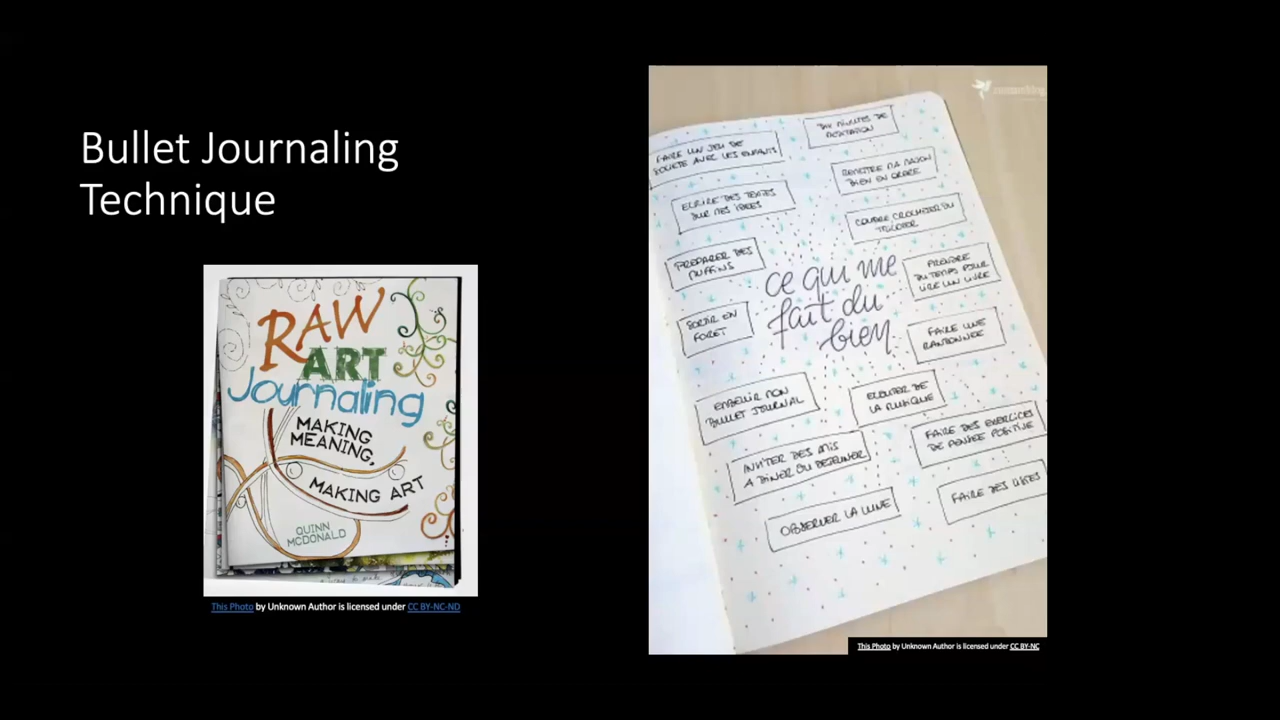 Bullet Journaling
Technique
RAW
ART
Journaling
MAKING
MEANING,
MAKING ART
QUINN
MCDONALD
This Photo by Unknown Author is licensed under CC BY-NC-ND
FAIRE UN JEU DE
SOCIÉTÉ AVEC LES ENFANTS
DIX MINUTES DE
MÉDITATION
ECRIRE DES TEXTES
SUR MES IDÉES
REMETTRE MA MAISON
BIEN EN ORDRE
COUDRE CROCHETER OU
TRICOTER
PREPARER DES
MUFFINS
ce qui me
fait du
bien
PRENDRE
DU TEMPS POUR
LIRE UN LIVRE
SORTIR EN
FORET
FAIRE UNE
RANDONNÉE
EMBELLIR MON
BULLET JOURNAL
ECOUTER DE
LA MUSIQUE
INVITER DES AMIS
A DINER OU DEJEUNER
FAIRE DES EXERCICES
DE PENSÉE POSITIVE
OBSERVER LA LUNE
FAIRE DES LISTES
This Photo by Unknown Author is licensed under CC BY-NC